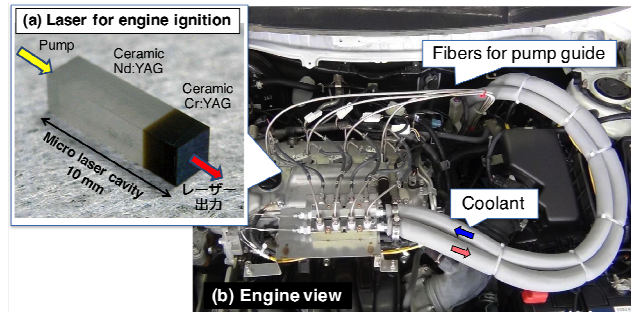 (a) Laser for engine ignition
Pump
Ceramic
Nd:YAG
Ceramic
Cr:YAG
Micro laser cavity
10 mm
レーザー
出力
Fibers for pump guide
Coolant
(b) Engine view